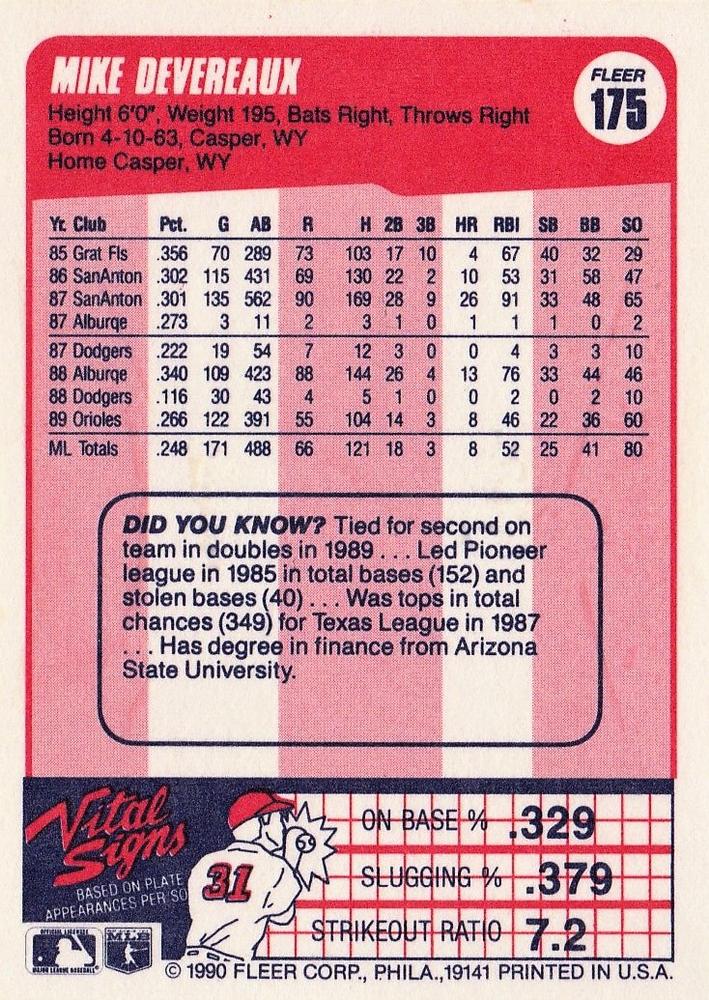 MIKE DEVEREAUX
FLEER
175
Height 6'0", Weight 195, Bats Right, Throws Right
Born 4-10-63, Casper, WY
Home Casper, WY
Yr. Club Pct. G AB R H 2B 3B HR RBI SB BB SO
85 Grat Fls .356 70 289 73 103 17 10 4 67 40 32 29
86 SanAnton .302 115 431 69 130 22 2 10 53 31 58 47
87 SanAnton .301 135 562 90 169 28 9 26 91 33 48 65
87 Alburqe .273 3 11 2 3 1 0 1 1 1 0 2
87 Dodgers .222 19 54 7 12 3 0 0 4 3 3 10
88 Alburqe .340 109 423 88 144 26 4 13 76 33 44 46
88 Dodgers .116 30 43 4 5 1 0 0 2 0 2 10
89 Orioles .266 122 391 55 104 14 3 8 46 22 36 60
ML Totals .248 171 488 66 121 18 3 8 52 25 41 80
DID YOU KNOW? Tied for second on
team in doubles in 1989 . . . Led Pioneer
league in 1985 in total bases (152) and
stolen bases (40) . . . Was tops in total
chances (349) for Texas League in 1987
. . . Has degree in finance from Arizona
State University.
Vital
Signs
BASED ON PLATE
APPEARANCES PER SO
31
ON BASE % .329
SLUGGING % .379
STRIKEOUT RATIO 7.2
OFFICIAL LICENSEE
MAJOR LEAGUE BASEBALL
MLB
© 1990 FLEER CORP., PHILA., 19141 PRINTED IN U.S.A.